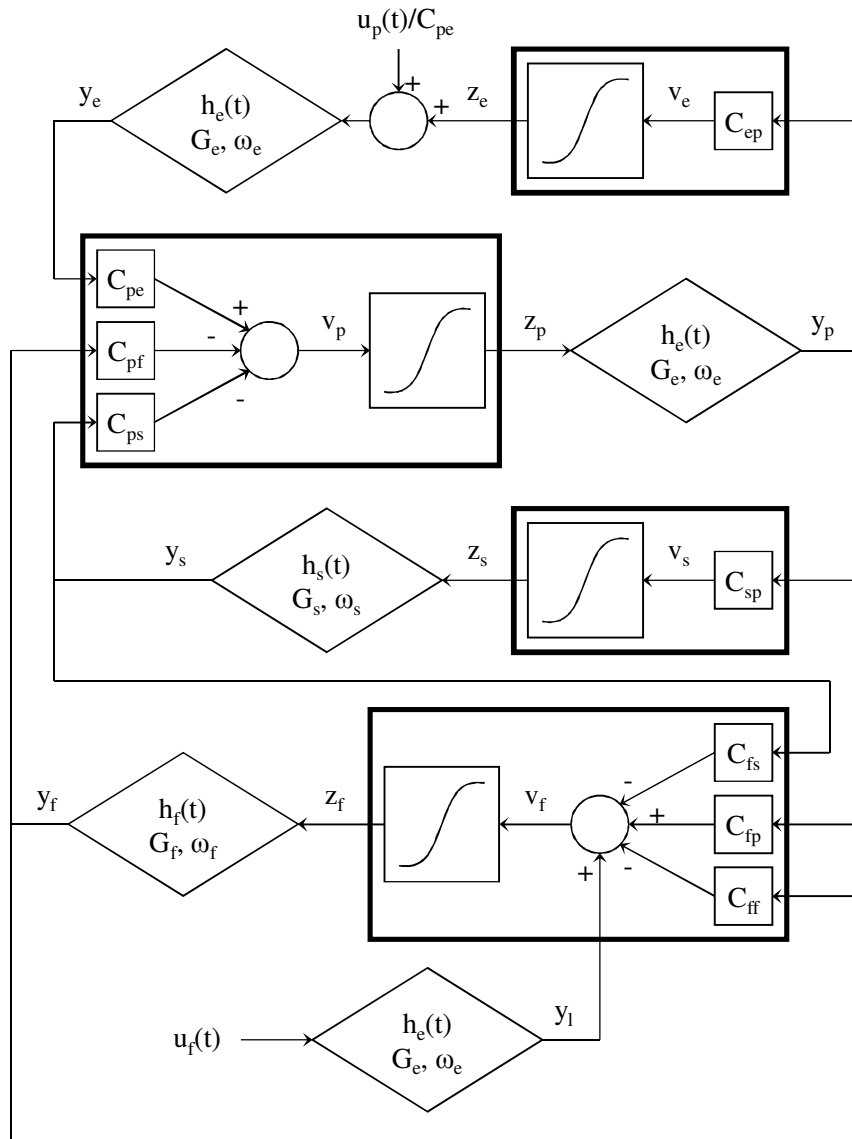 u_p(t)/C_pe
+
+
y_e
h_e(t)
G_e, ω_e
z_e
v_e
C_ep
C_pe
C_pf
C_ps
+
-
-
v_p
z_p
h_e(t)
G_e, ω_e
y_p
y_s
h_s(t)
G_s, ω_s
z_s
v_s
C_sp
y_f
h_f(t)
G_f, ω_f
z_f
v_f
-
+
-
+
C_fs
C_fp
C_ff
u_f(t)
h_e(t)
G_e, ω_e
y_l